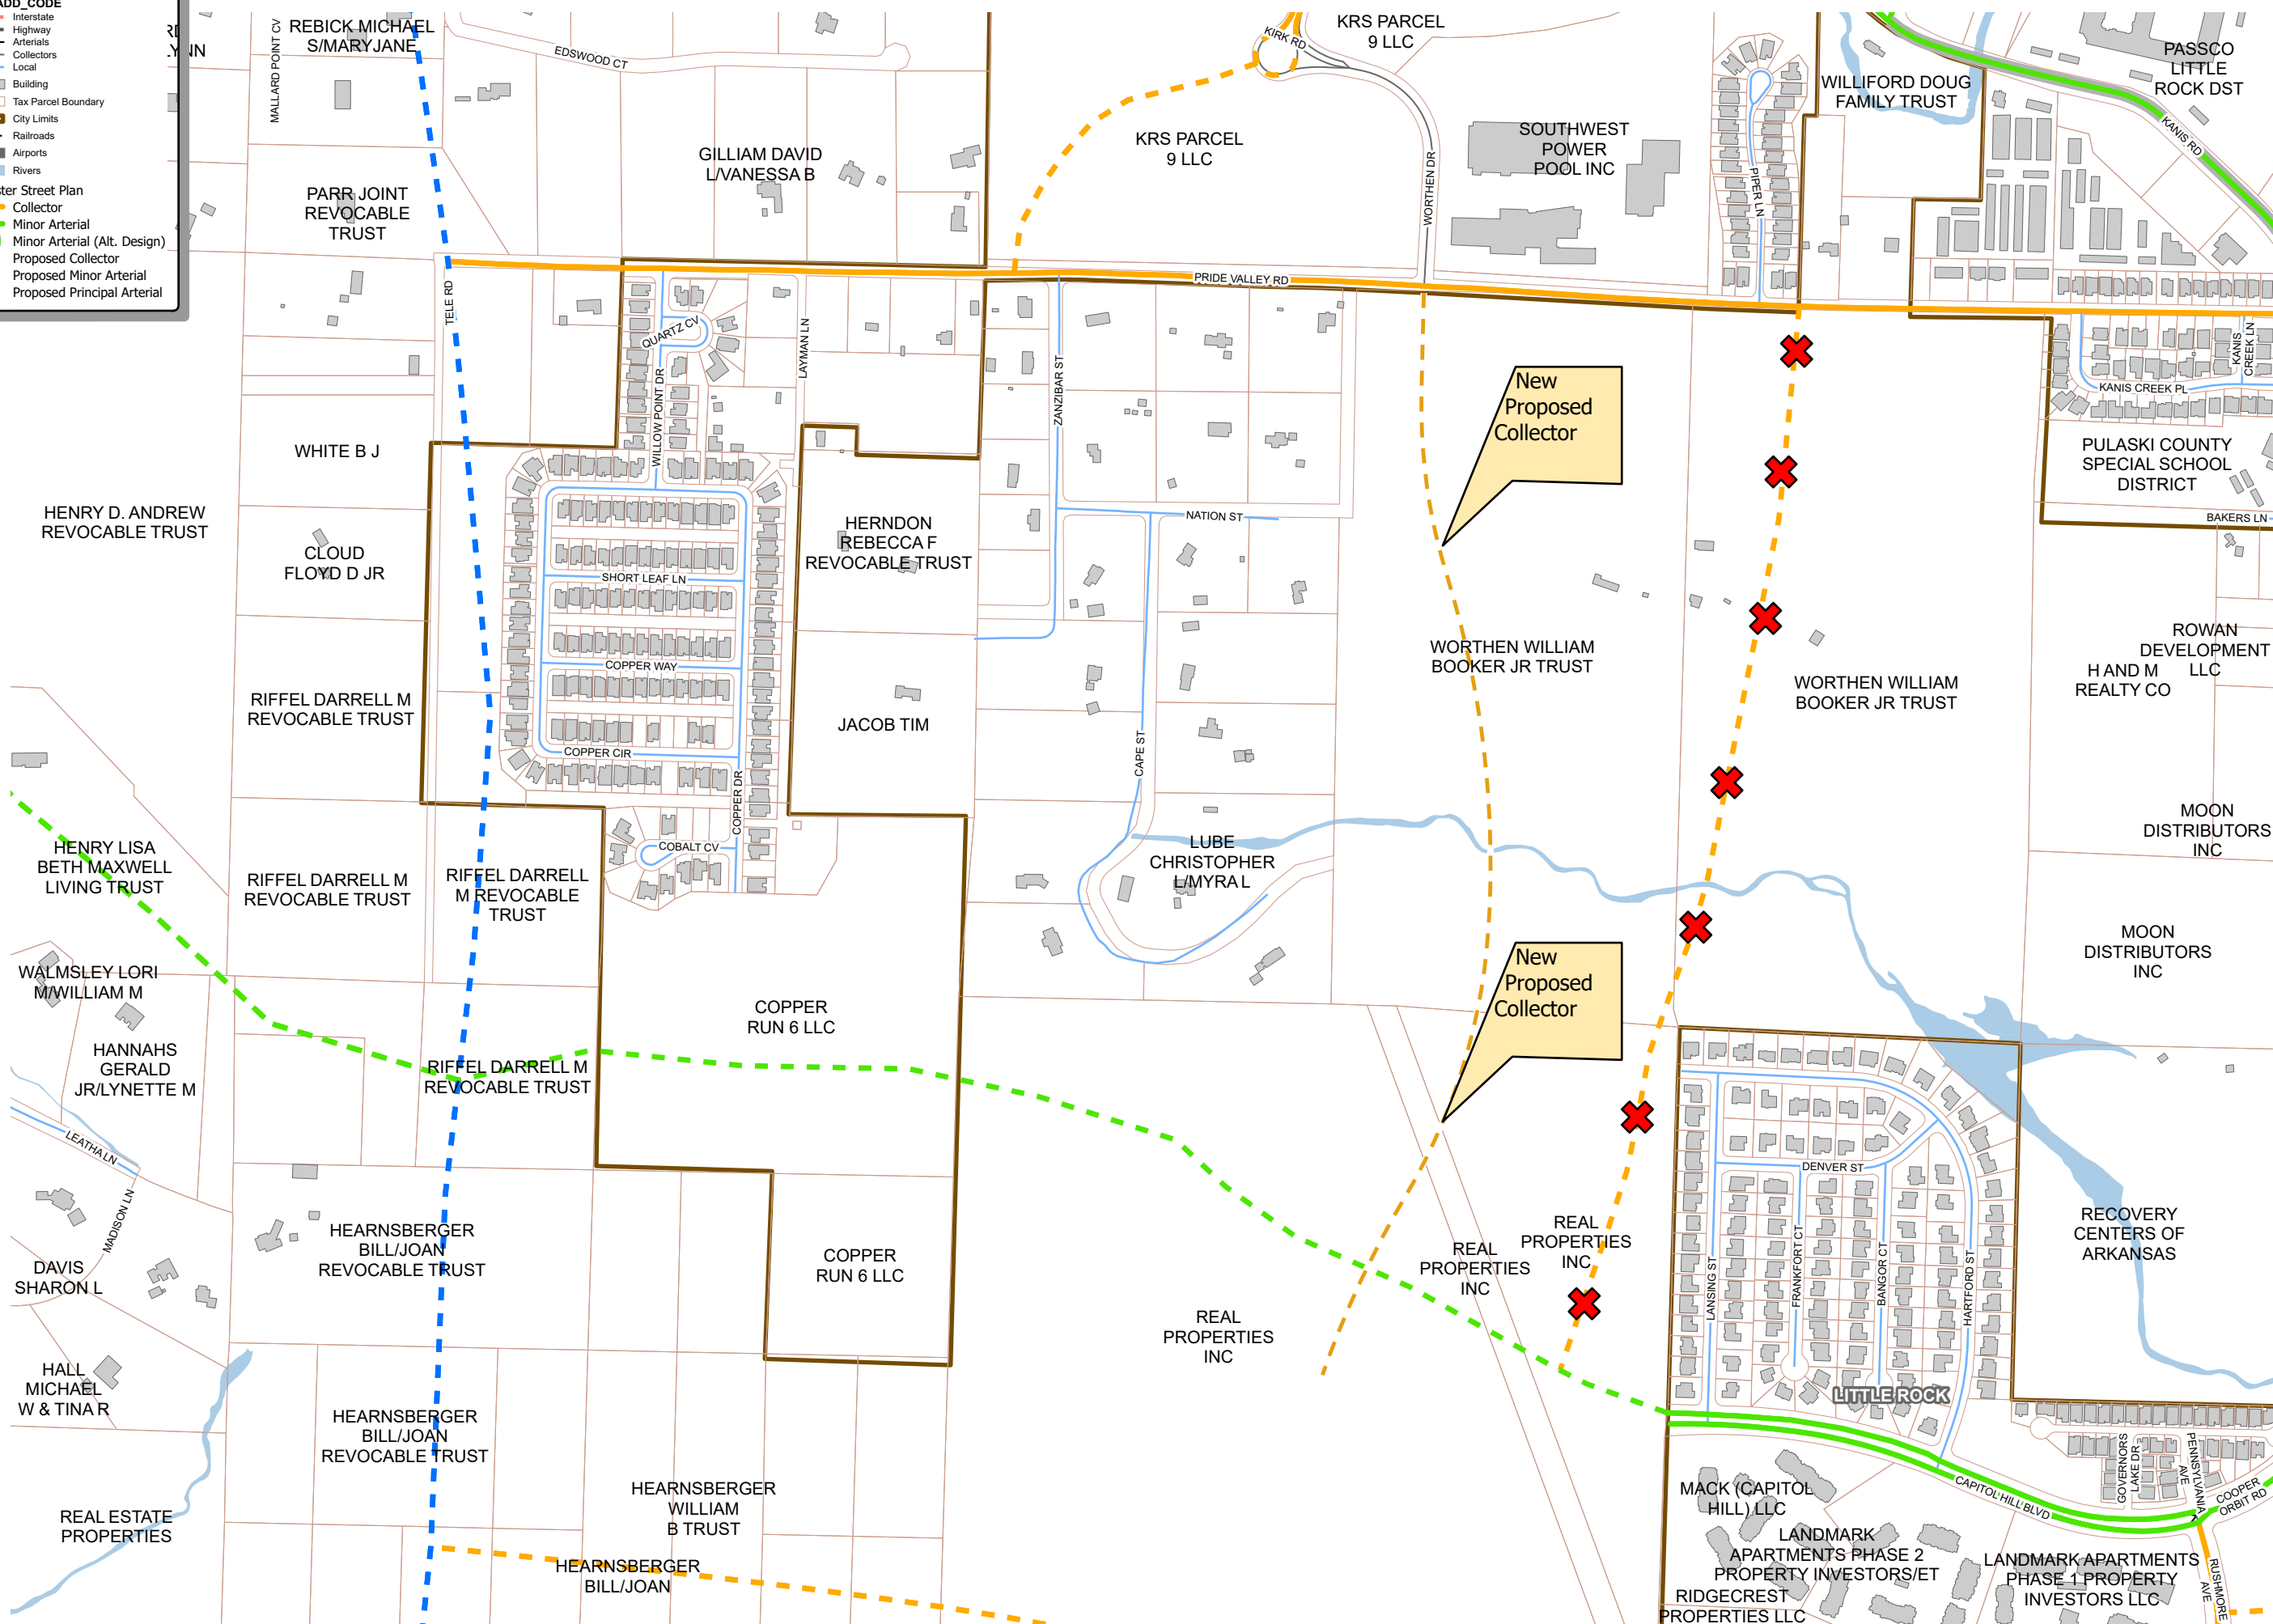 ADD_CODE
Interstate
Highway
Arterials
Collectors
Local
Building
Tax Parcel Boundary
City Limits
Railroads
Airports
Rivers
Street Plan
Collector
Minor Arterial
Minor Arterial (Alt. Design)
Proposed Collector
Proposed Minor Arterial
Proposed Principal Arterial
MALLARD POINT CV
REBICK MICHAEL
S/MARYJANE
EDSWOOD CT
KIRK RD
KRS PARCEL
9 LLC
PASSCO
LITTLE
ROCK DST
WILLIFORD DOUG
FAMILY TRUST
KANIS RD
GILLIAM DAVID
L/VANESSA B
KRS PARCEL
9 LLC
WORTHEN DR
SOUTHWEST
POWER
POOL INC
PIPER LN
PARR JOINT
REVOCABLE
TRUST
PRIDE VALLEY RD
TELE RD
QUARTZ CV
LAYMAN LN
WILLOW POINT DR
ZANZIBAR ST
KANIS
CREEK LN
KANIS CREEK PL
New
Proposed
Collector
WHITE B J
PULASKI COUNTY
SPECIAL SCHOOL
DISTRICT
BAKERS LN
HENRY D. ANDREW
REVOCABLE TRUST
CLOUD
FLOYD D JR
HERNDON
REBECCA F
REVOCABLE TRUST
NATION ST
SHORT LEAF LN
COPPER WAY
COPPER CIR
COPPER DR
COBALT CV
RIFFEL DARRELL M
REVOCABLE TRUST
JACOB TIM
CAPE ST
WORTHEN WILLIAM
BOOKER JR TRUST
WORTHEN WILLIAM
BOOKER JR TRUST
ROWAN
DEVELOPMENT
LLC
H AND M
REALTY CO
MOON
DISTRIBUTORS
INC
HENRY LISA
BETH MAXWELL
LIVING TRUST
RIFFEL DARRELL M
REVOCABLE TRUST
RIFFEL DARRELL
M REVOCABLE
TRUST
LUBE
CHRISTOPHER
L/MYRA L
MOON
DISTRIBUTORS
INC
WALMSLEY LORI
M/WILLIAM M
COPPER
RUN 6 LLC
New
Proposed
Collector
HANNAHS
GERALD
JR/LYNETTE M
RIFFEL DARRELL M
REVOCABLE TRUST
LEATHA LN
MADISON LN
DENVER ST
LANSING ST
FRANKFORT CT
BANGOR CT
HARTFORD ST
RECOVERY
CENTERS OF
ARKANSAS
HEARNSBERGER
BILL/JOAN
REVOCABLE TRUST
DAVIS
SHARON L
COPPER
RUN 6 LLC
REAL
PROPERTIES
INC
REAL
PROPERTIES
INC
REAL
PROPERTIES
INC
HALL
MICHAEL
W & TINA R
LITTLE ROCK
HEARNSBERGER
BILL/JOAN
REVOCABLE TRUST
GOVERNORS
LAKE DR
PENNSYLVANIA
AVE
COOPER
ORBIT RD
CAPITOL HILL BLVD
REAL ESTATE
PROPERTIES
HEARNSBERGER
WILLIAM
B TRUST
HEARNSBERGER
BILL/JOAN
MACK (CAPITOL
HILL) LLC
LANDMARK
APARTMENTS PHASE 2
PROPERTY INVESTORS/ET
RIDGECREST
PROPERTIES LLC
LANDMARK APARTMENTS
PHASE 1 PROPERTY
INVESTORS LLC
RUSHMORE
AVE